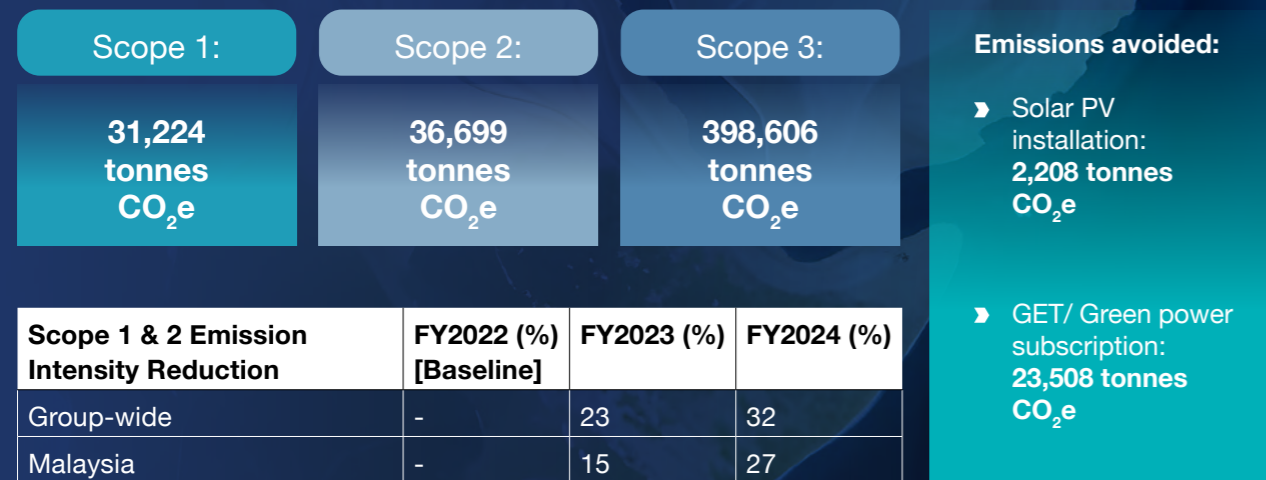 Scope 1:
31,224
tonnes
CO₂e
Scope 2:
36,699
tonnes
CO₂e
Scope 3:
398,606
tonnes
CO₂e
Scope 1 & 2 Emission
Intensity Reduction
FY2022 (%)
[Baseline]
FY2023 (%)
FY2024 (%)
Group-wide - 23 32
Malaysia - 15 27
Emissions avoided:
Solar PV
installation:
2,208 tonnes
CO₂e
GET/ Green power
subscription:
23,508 tonnes
CO₂e